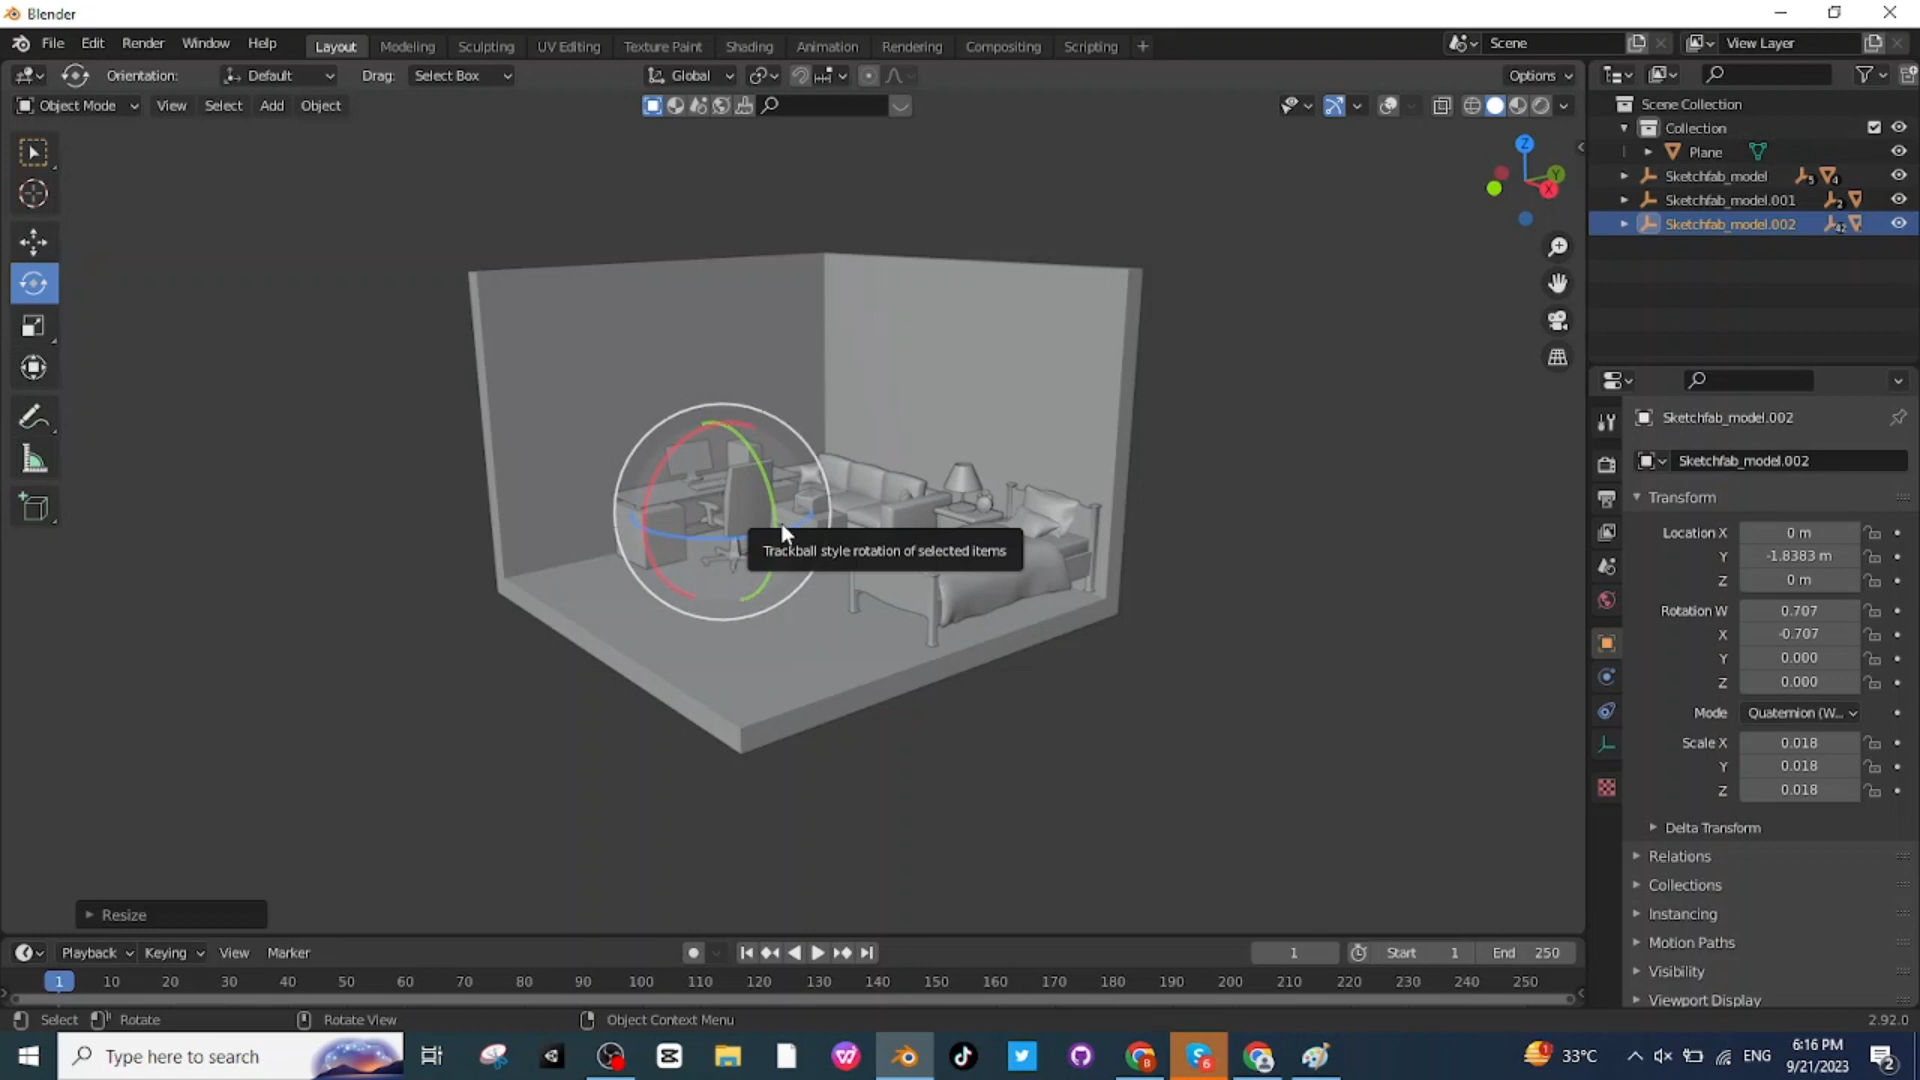 Blender
File Edit Render Window Help Layout Modeling Sculpting UV Editing Texture Paint Shading Animation Rendering Compositing Scripting + Scene View Layer
Orientation: Default Drag: Select Box Global Options
Object Mode View Select Add Object
Scene Collection
Collection
Plane
Sketchfab_model 5 4
Sketchfab_model.001 2
Sketchfab_model.002 42
Z
Y
X
Trackball style rotation of selected items
Sketchfab_model.002
Sketchfab_model.002
Transform
Location X 0 m
Y -1.8383 m
Z 0 m
Rotation W 0.707
X -0.707
Y 0.000
Z 0.000
Mode Quaternion (W...
Scale X 0.018
Y 0.018
Z 0.018
Delta Transform
Relations
Collections
Instancing
Motion Paths
Visibility
Viewport Display
Resize
Playback Keying View Marker 1 Start 1 End 250
1 10 20 30 40 50 60 70 80 90 100 110 120 130 140 150 160 170 180 190 200 210 220 230 240 250
Select Rotate Rotate View Object Context Menu 2.92.0
Type here to search 33°C ENG 6:16 PM
9/21/2023 2